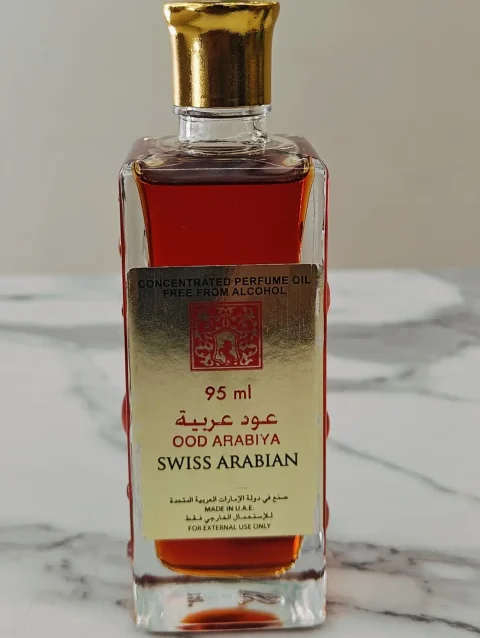 CONCENTRATED PERFUME OIL
FREE FROM ALCOHOL
95 ml
عود عربية
OOD ARABIYA
SWISS ARABIAN
صنع في دولة الإمارات العربية المتحدة
MADE IN U.A.E.
للإستعمال الخارجي فقط
FOR EXTERNAL USE ONLY